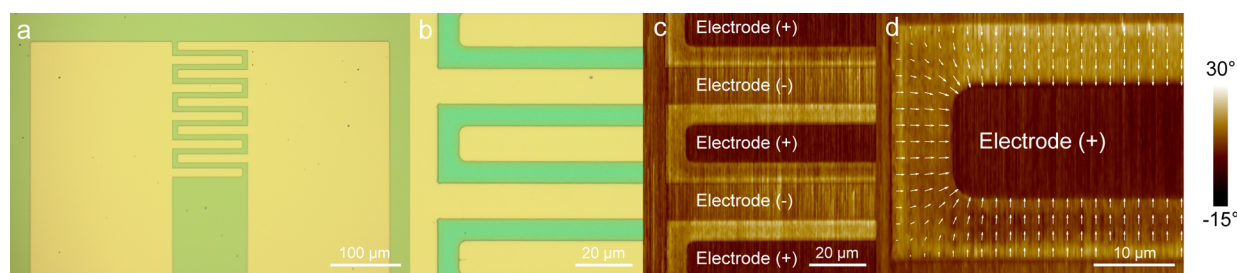 a
100 µm
b
20 µm
c
Electrode (+)
Electrode (-)
Electrode (+)
Electrode (-)
Electrode (+)
20 µm
d
Electrode (+)
10 µm
30°
-15°